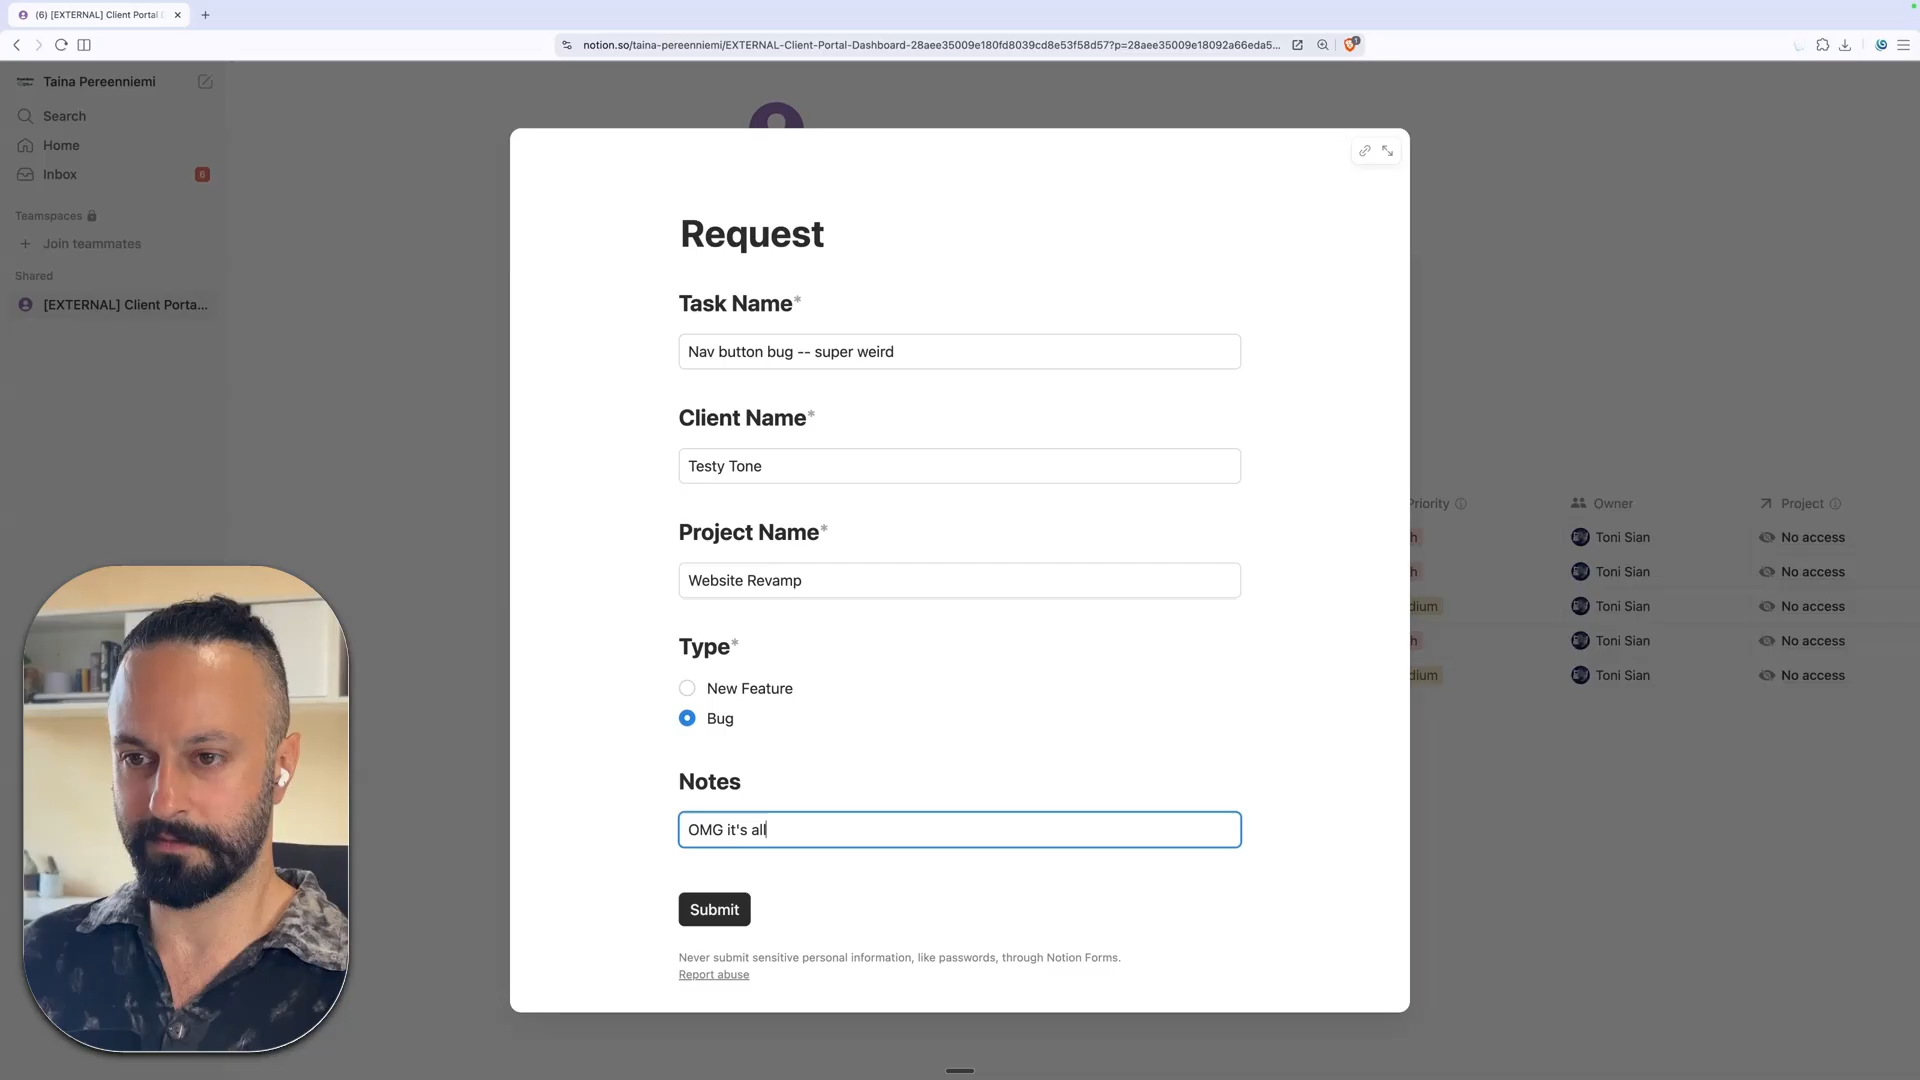 (6) [EXTERNAL] Client Portal
notion.so/taina-pereenniemi/EXTERNAL-Client-Portal-Dashboard-28aee35009e180fd8039cd8e53f58d57?p=28aee35009e18092a66eda5...
1
Taina Pereenniemi
Search
Home
Inbox
6
Teamspaces
Join teammates
Shared
[EXTERNAL] Client Porta...
Request
Task Name*
Nav button bug -- super weird
Client Name*
Testy Tone
Project Name*
Website Revamp
Type*
New Feature
Bug
Notes
OMG it's all
Submit
Never submit sensitive personal information, like passwords, through Notion Forms.
Report abuse
Priority Owner Project
h Toni Sian No access
h Toni Sian No access
dium Toni Sian No access
h Toni Sian No access
dium Toni Sian No access